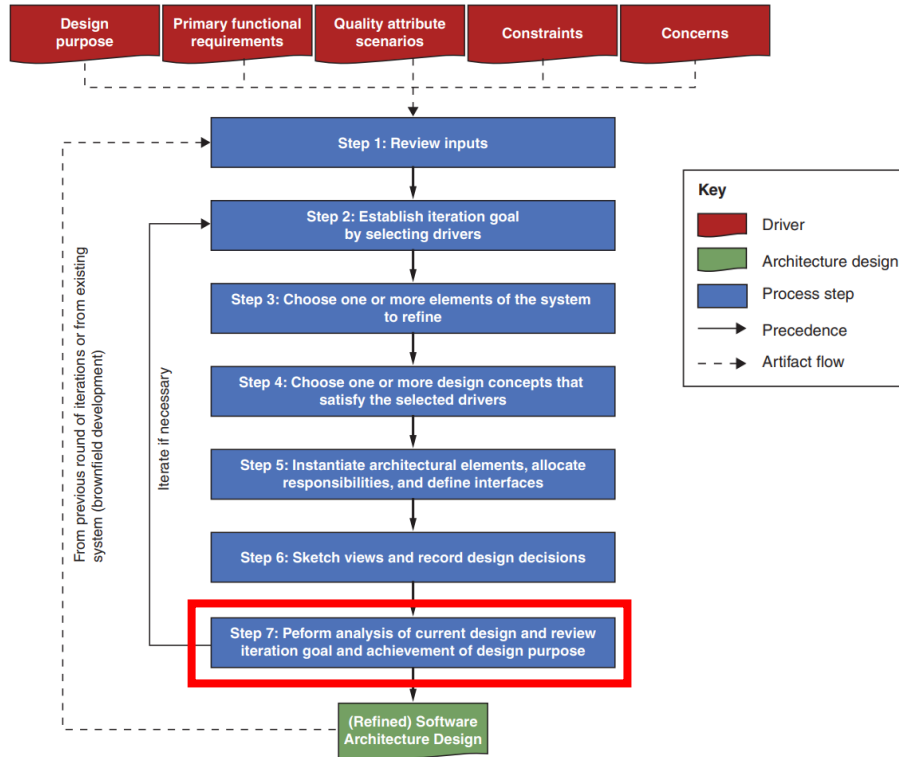 Design
purpose
Primary functional
requirements
Quality attribute
scenarios
Constraints
Concerns
Step 1: Review inputs
Step 2: Establish iteration goal
by selecting drivers
Step 3: Choose one or more elements of the system
to refine
Step 4: Choose one or more design concepts that
satisfy the selected drivers
Step 5: Instantiate architectural elements, allocate
responsibilities, and define interfaces
Step 6: Sketch views and record design decisions
Step 7: Peform analysis of current design and review
iteration goal and achievement of design purpose
(Refined) Software
Architecture Design
From previous round of iterations or from existing
system (brownfield development)
Iterate if necessary
Key
Driver
Architecture design
Process step
Precedence
Artifact flow